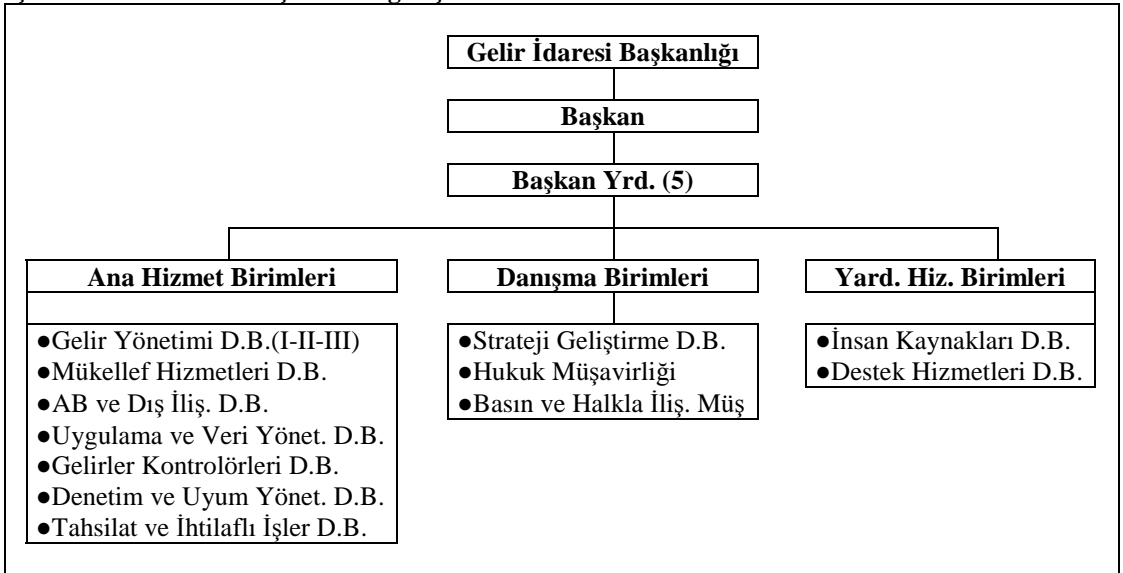 Gelir İdaresi Başkanlığı
Başkan
Başkan Yrd. (5)
Ana Hizmet Birimleri
●Gelir Yönetimi D.B.(I-II-III)
●Mükellef Hizmetleri D.B.
●AB ve Dış İliş. D.B.
●Uygulama ve Veri Yönet. D.B.
●Gelirler Kontrolörleri D.B.
●Denetim ve Uyum Yönet. D.B.
●Tahsilat ve İhtilaflı İşler D.B.
Danışma Birimleri
●Strateji Geliştirme D.B.
●Hukuk Müşavirliği
●Basın ve Halkla İliş. Müş
Yard. Hiz. Birimleri
●İnsan Kaynakları D.B.
●Destek Hizmetleri D.B.